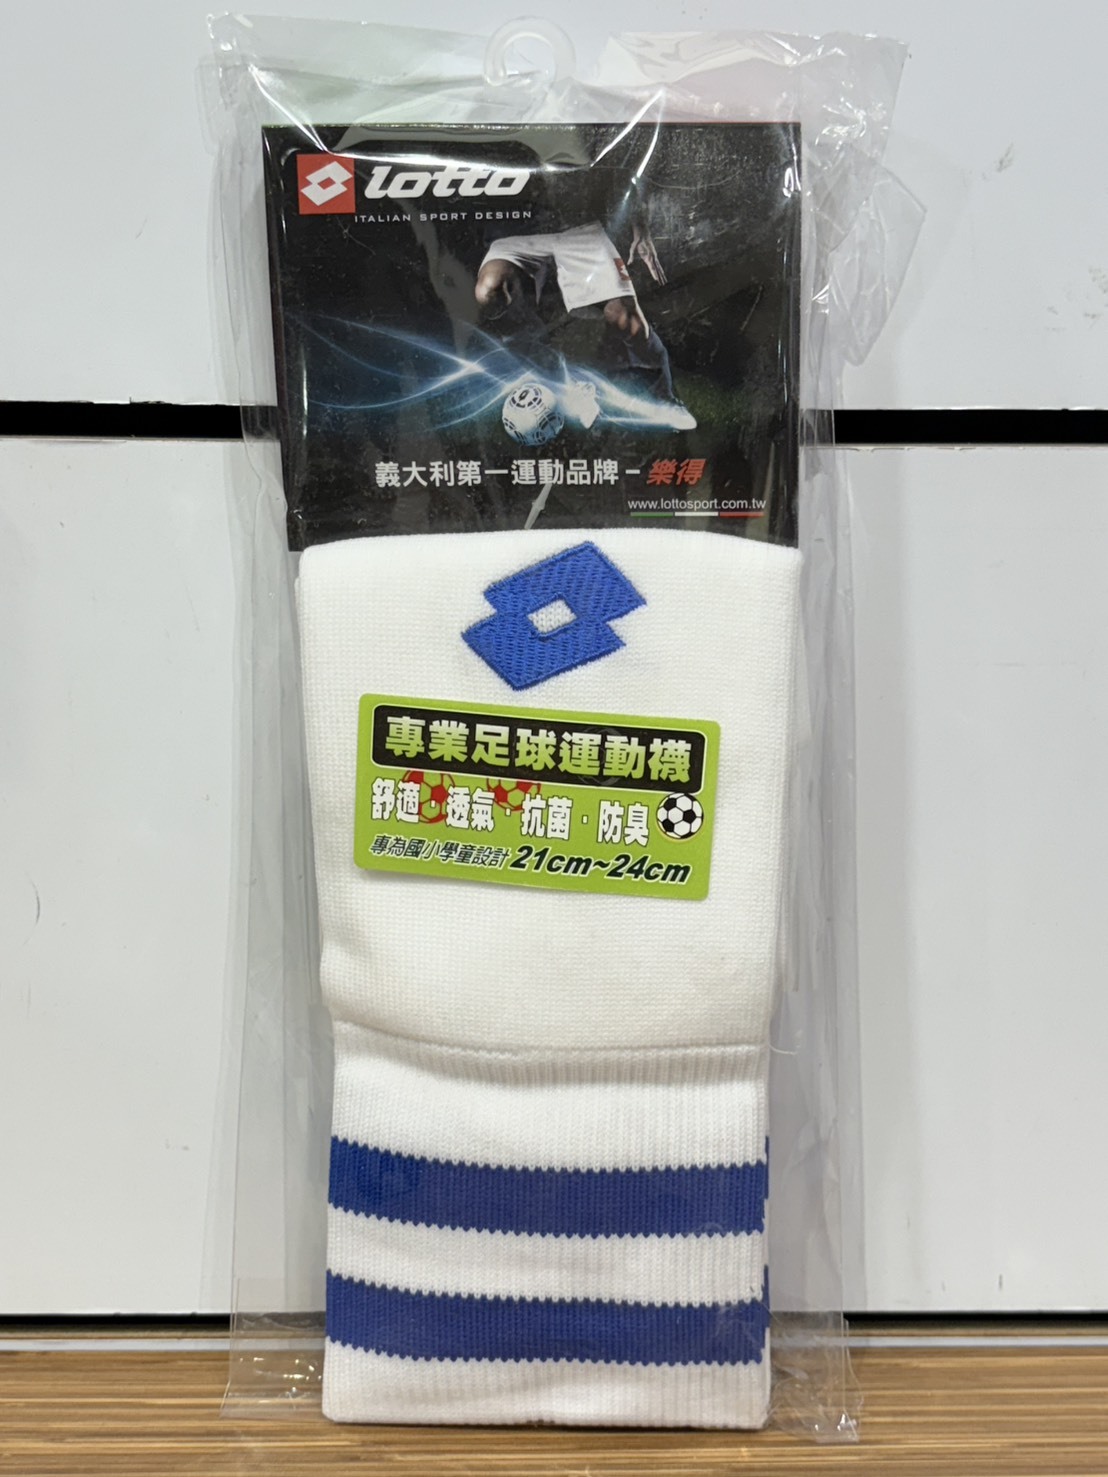 lotto
ITALIAN SPORT DESIGN
義大利第一運動品牌-樂得
www.lottosport.com.tw
專業足球運動襪
舒適·透氣·抗菌·防臭
專為國小學童設計 21cm~24cm